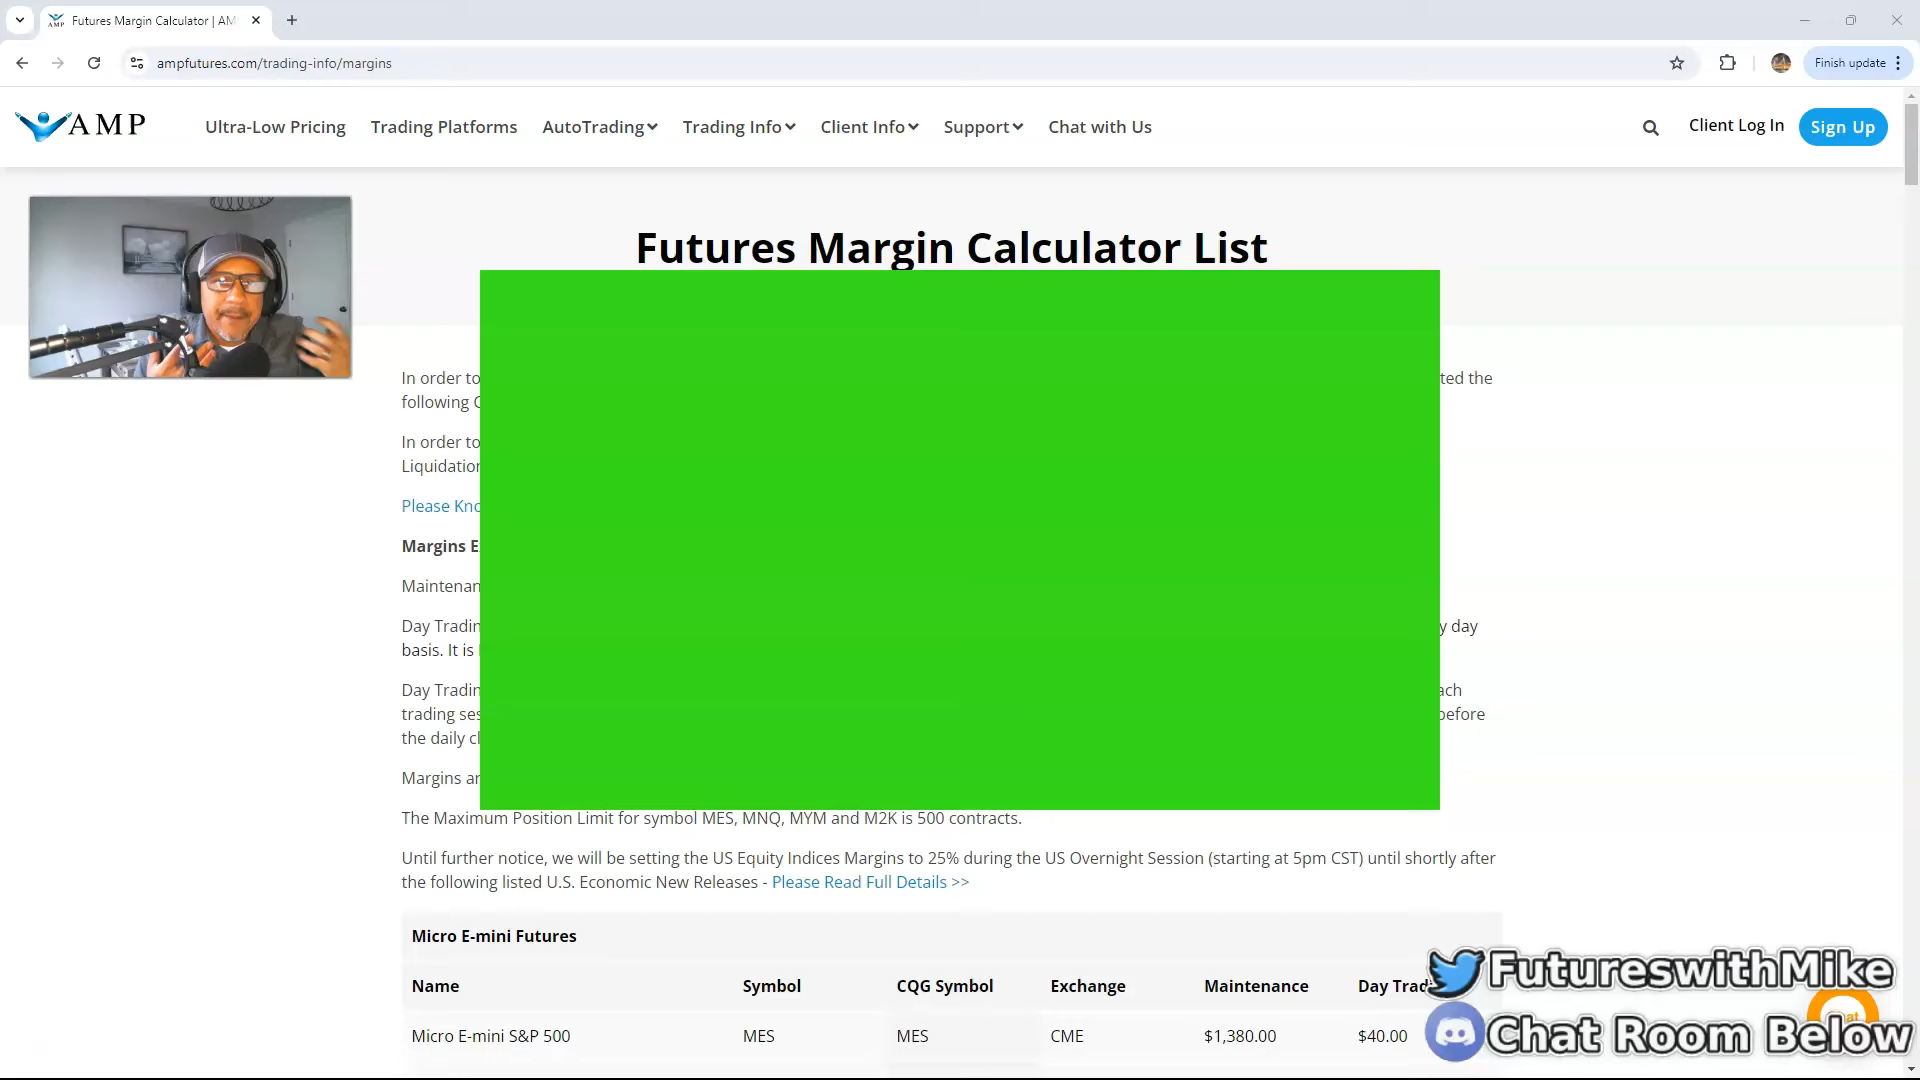 Futures Margin Calculator | AM
ampfutures.com/trading-info/margins
Finish update
AMP
Ultra-Low Pricing
Trading Platforms
AutoTrading
Trading Info
Client Info
Support
Chat with Us
Client Log In
Sign Up
Futures Margin Calculator List
In order to
ted the
following
In order to
Liquidation
Please Kno
Margins E
Maintenan
Day Tradin
y day
basis. It is
Day Tradin
ach
trading ses
before
the daily cl
Margins ar
The Maximum Position Limit for symbol MES, MNQ, MYM and M2K is 500 contracts.
Until further notice, we will be setting the US Equity Indices Margins to 25% during the US Overnight Session (starting at 5pm CST) until shortly after
the following listed U.S. Economic New Releases - Please Read Full Details >>
Micro E-mini Futures
Name Symbol CQG Symbol Exchange Maintenance Day Trad
FutureswithMike
Micro E-mini S&P 500 MES MES CME $1,380.00 $40.00
Chat Room Below